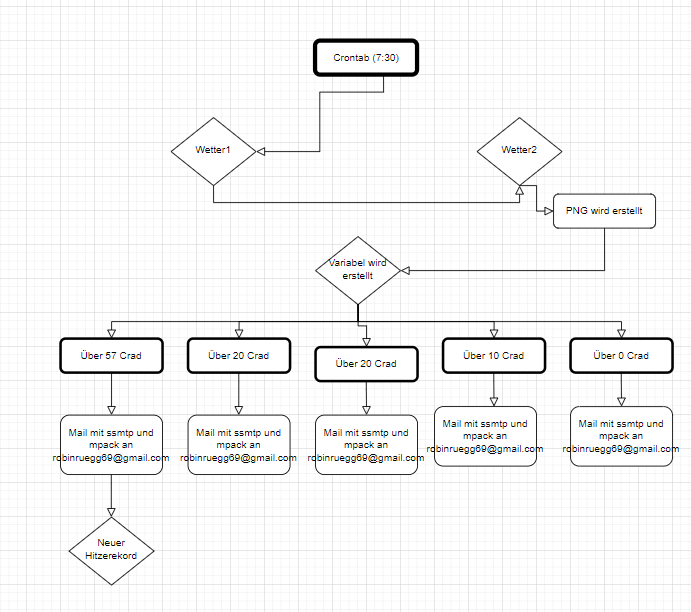 Crontab (7:30)
Wetter1
Wetter2
PNG wird erstellt
Variabel wird
erstellt
Über 57 Crad
Über 20 Crad
Über 20 Crad
Über 10 Crad
Über 0 Crad
Mail mit ssmtp und
mpack an
robinruegg69@gmail.com
Mail mit ssmtp und
mpack an
robinruegg69@gmail.com
Mail mit ssmtp und
mpack an
robinruegg69@gmail.com
Mail mit ssmtp und
mpack an
robinruegg69@gmail.com
Mail mit ssmtp und
mpack an
robinruegg69@gmail.com
Neuer
Hitzerekord